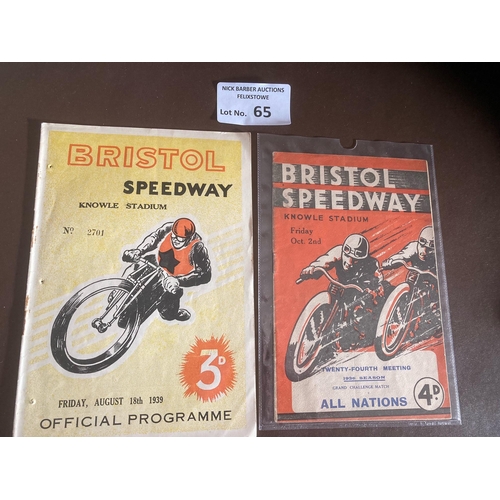 NICK BARBER AUCTIONS
FELIXSTOWE
Lot No. 65
BRISTOL
SPEEDWAY
KNOWLE STADIUM
Nº 2701
3D
FRIDAY, AUGUST 18th 1939
OFFICIAL PROGRAMME
BRISTOL
SPEEDWAY
KNOWLE STADIUM
Friday
Oct. 2nd
TWENTY-FOURTH MEETING
1936 SEASON
GRAND CHALLENGE MATCH
ALL NATIONS
4D.